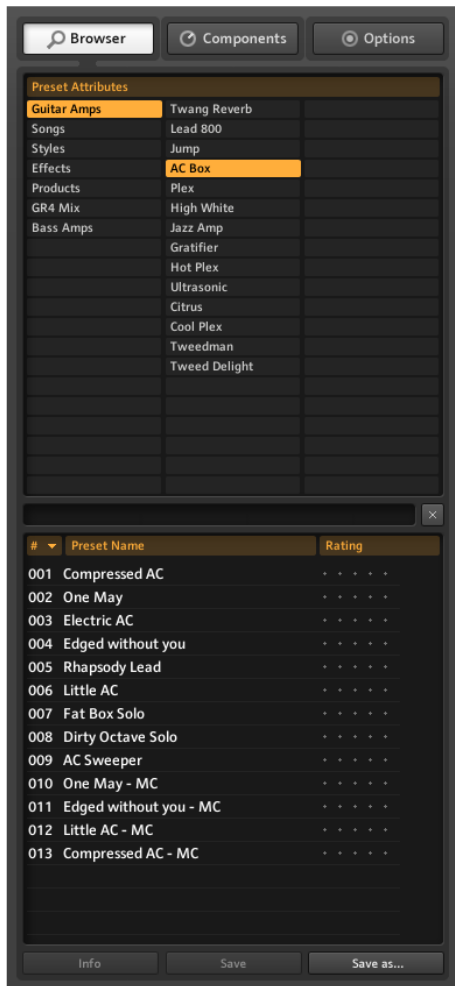 Browser Components Options
Preset Attributes
Guitar Amps Twang Reverb
Songs Lead 800
Styles Jump
Effects AC Box
Products Plex
GR4 Mix High White
Bass Amps Jazz Amp
Gratifier
Hot Plex
Ultrasonic
Citrus
Cool Plex
Tweedman
Tweed Delight
# Preset Name Rating
001 Compressed AC
002 One May
003 Electric AC
004 Edged without you
005 Rhapsody Lead
006 Little AC
007 Fat Box Solo
008 Dirty Octave Solo
009 AC Sweeper
010 One May - MC
011 Edged without you - MC
012 Little AC - MC
013 Compressed AC - MC
Info Save Save as...